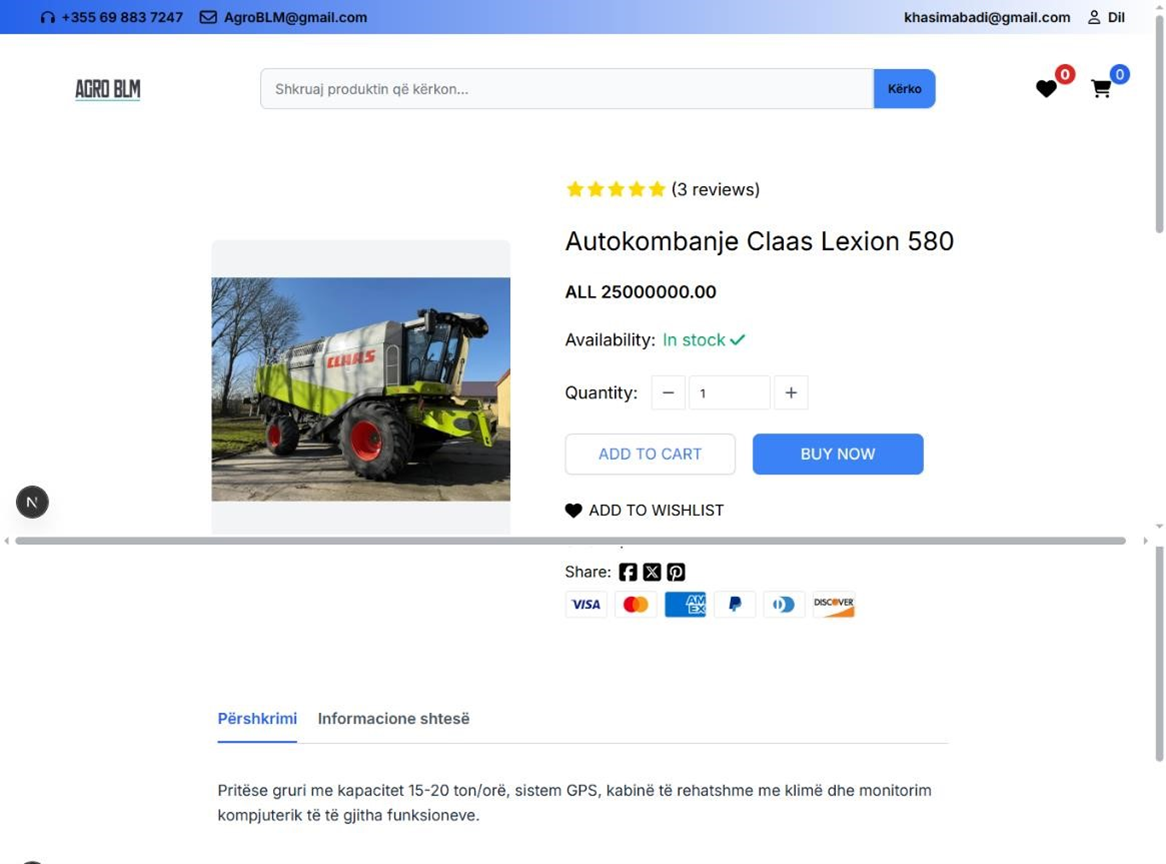 +355 69 883 7247 AgroBLM@gmail.com khasimabadi@gmail.com Dil
AGRO BLM Shkruaj produktin që kërkon... Kërko 0 0
(3 reviews)
Autokombanje Claas Lexion 580
ALL 25000000.00
Availability: In stock
Quantity: − 1 +
CLAAS
ADD TO CART BUY NOW
N
ADD TO WISHLIST
Share:
VISA AM EX DISCOVER
Përshkrimi Informacione shtesë
Pritëse gruri me kapacitet 15-20 ton/orë, sistem GPS, kabinë të rehatshme me klimë dhe monitorim
kompjuterik të të gjitha funksioneve.